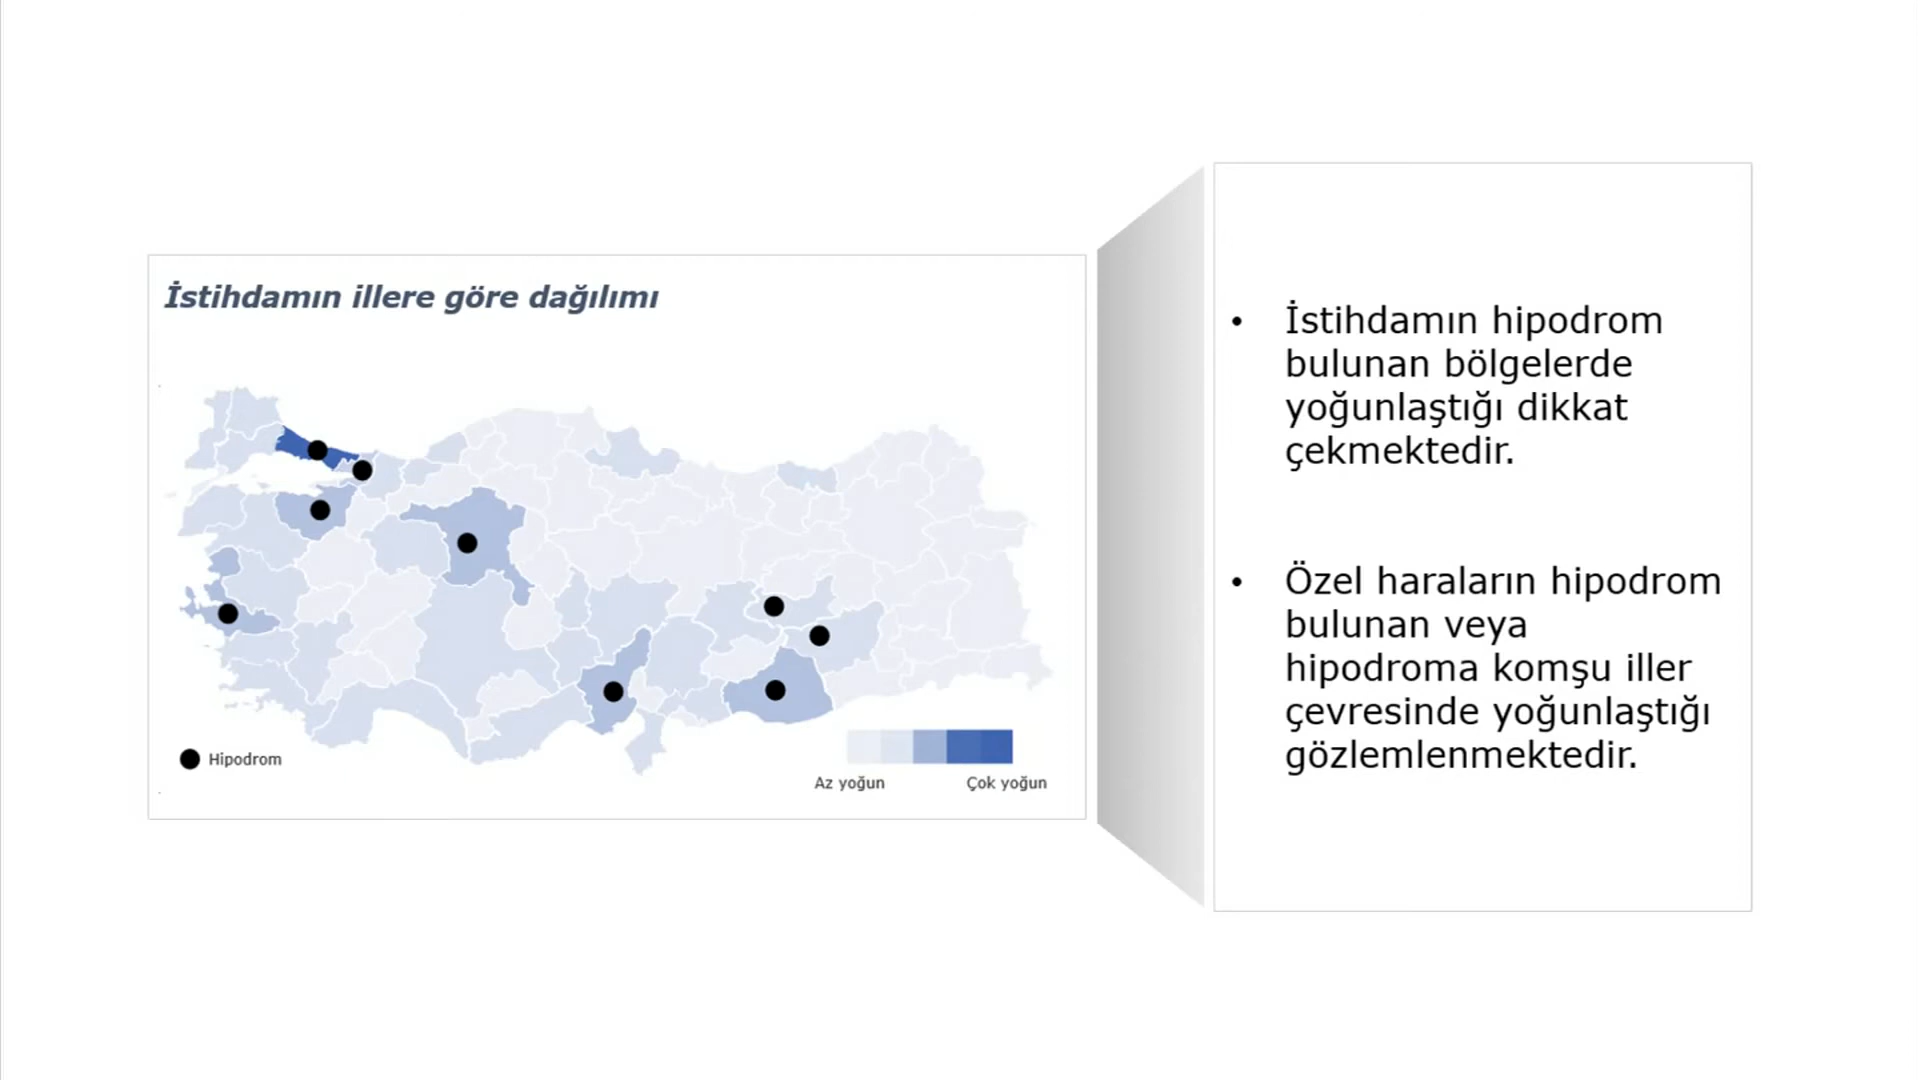 İstihdamın illere göre dağılımı
Hipodrom
Az yoğun
Çok yoğun
• İstihdamın hipodrom
bulunan bölgelerde
yoğunlaştığı dikkat
çekmektedir.
• Özel haraların hipodrom
bulunan veya
hipodroma komşu iller
çevresinde yoğunlaştığı
gözlemlenmektedir.